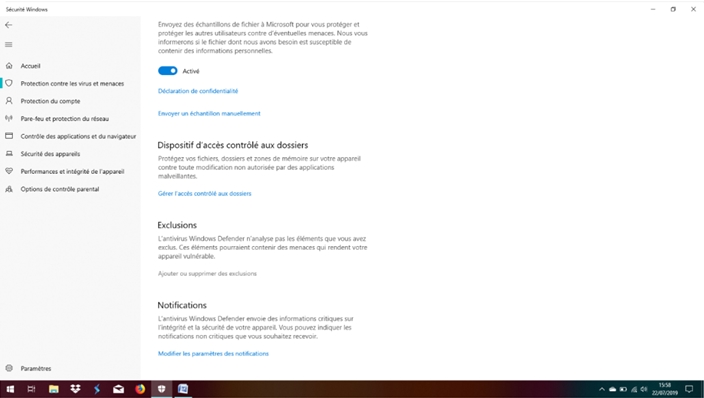 Sécurité Windows
Envoyez des échantillons de fichier à Microsoft pour vous protéger et
protéger les autres utilisateurs contre d'éventuelles menaces. Nous vous
informerons si le fichier dont nous avons besoin est susceptible de
contenir des informations personnelles.
Activé
Déclaration de confidentialité
Envoyer un échantillon manuellement
Dispositif d'accès contrôlé aux dossiers
Protégez vos fichiers, dossiers et zones de mémoire sur votre appareil
contre toute modification non autorisée par des applications
malveillantes.
Gérer l'accès contrôlé aux dossiers
Exclusions
L'antivirus Windows Defender n'analyse pas les éléments que vous avez
exclus. Ces éléments pourraient contenir des menaces qui rendent votre
appareil vulnérable.
Ajouter ou supprimer des exclusions
Notifications
L'antivirus Windows Defender envoie des informations critiques sur
l'intégrité et la sécurité de votre appareil. Vous pouvez indiquer les
notifications non critiques que vous souhaitez recevoir.
Modifier les paramètres des notifications
Accueil
Protection contre les virus et menaces
Protection du compte
Pare-feu et protection du réseau
Contrôle des applications et du navigateur
Sécurité des appareils
Performances et intégrité de l'appareil
Options de contrôle parental
Paramètres
15:58
22/07/2019